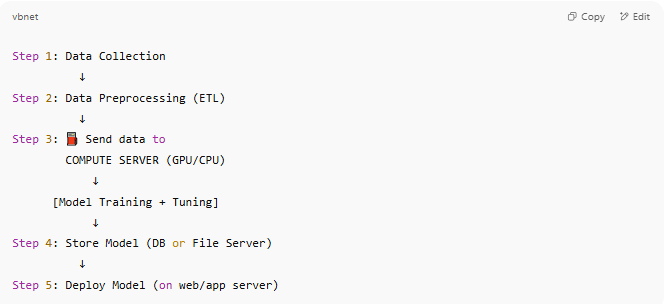 vbnet
Copy
Edit
Step 1: Data Collection
↓
Step 2: Data Preprocessing (ETL)
↓
Step 3: Send data to
COMPUTE SERVER (GPU/CPU)
↓
[Model Training + Tuning]
↓
Step 4: Store Model (DB or File Server)
↓
Step 5: Deploy Model (on web/app server)